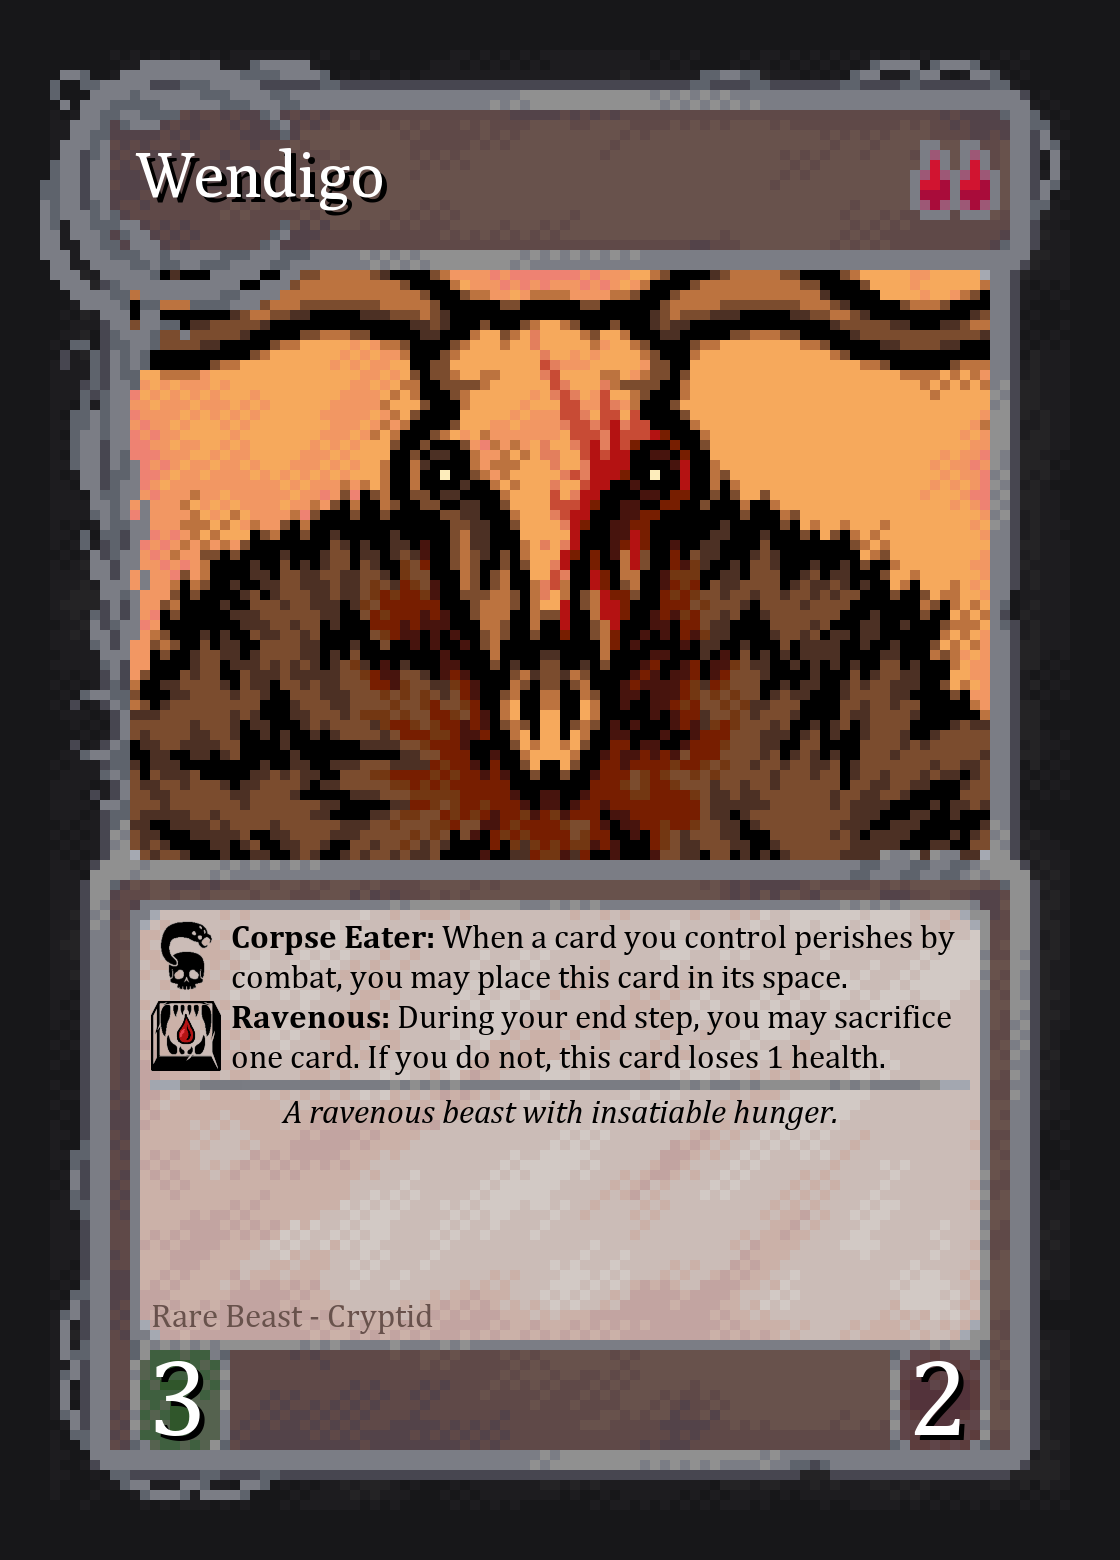 Wendigo
Corpse Eater: When a card you control perishes by
combat, you may place this card in its space.
Ravenous: During your end step, you may sacrifice
one card. If you do not, this card loses 1 health.
A ravenous beast with insatiable hunger.
Rare Beast - Cryptid
3
2